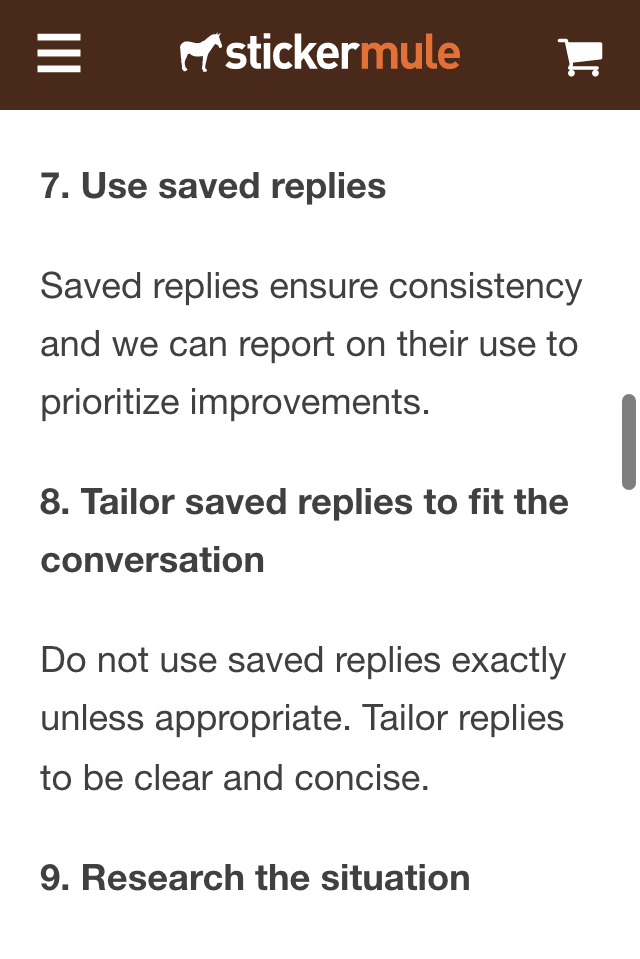 stickermule
7. Use saved replies
Saved replies ensure consistency
and we can report on their use to
prioritize improvements.
8. Tailor saved replies to fit the
conversation
Do not use saved replies exactly
unless appropriate. Tailor replies
to be clear and concise.
9. Research the situation